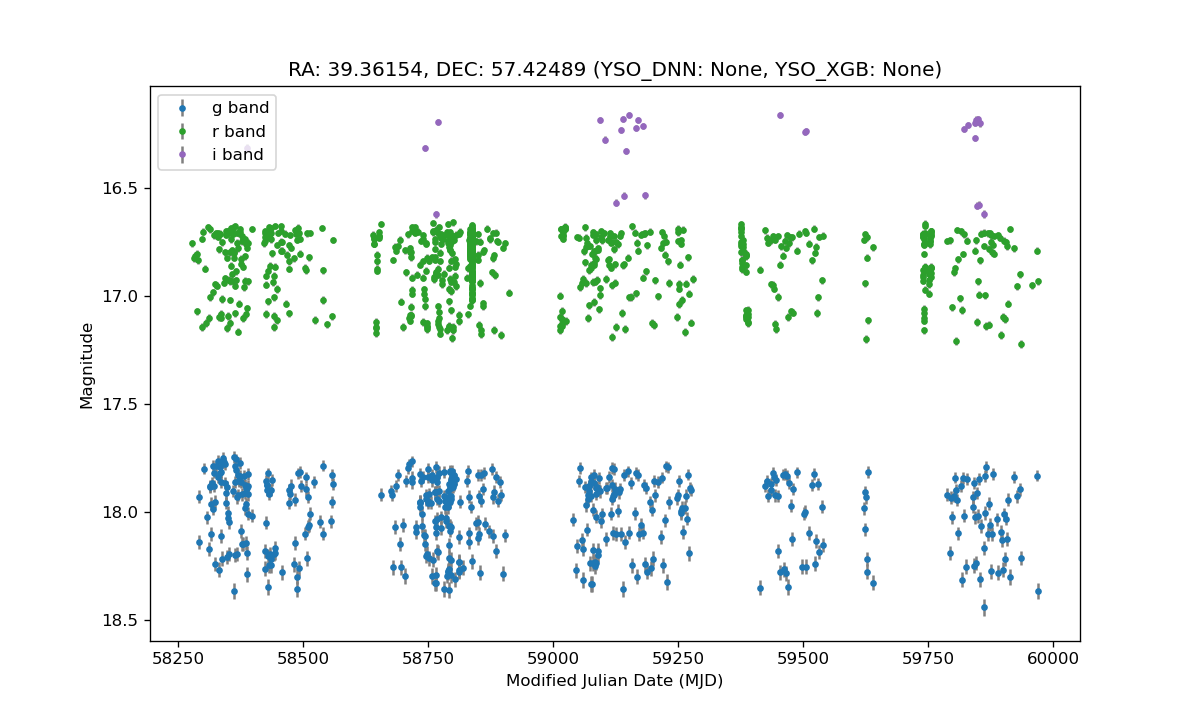 RA: 39.36154, DEC: 57.42489 (YSO_DNN: None, YSO_XGB: None)
g band
r band
i band
16.5
17.0
17.5
18.0
18.5
Magnitude
58250 58500 58750 59000 59250 59500 59750 60000
Modified Julian Date (MJD)